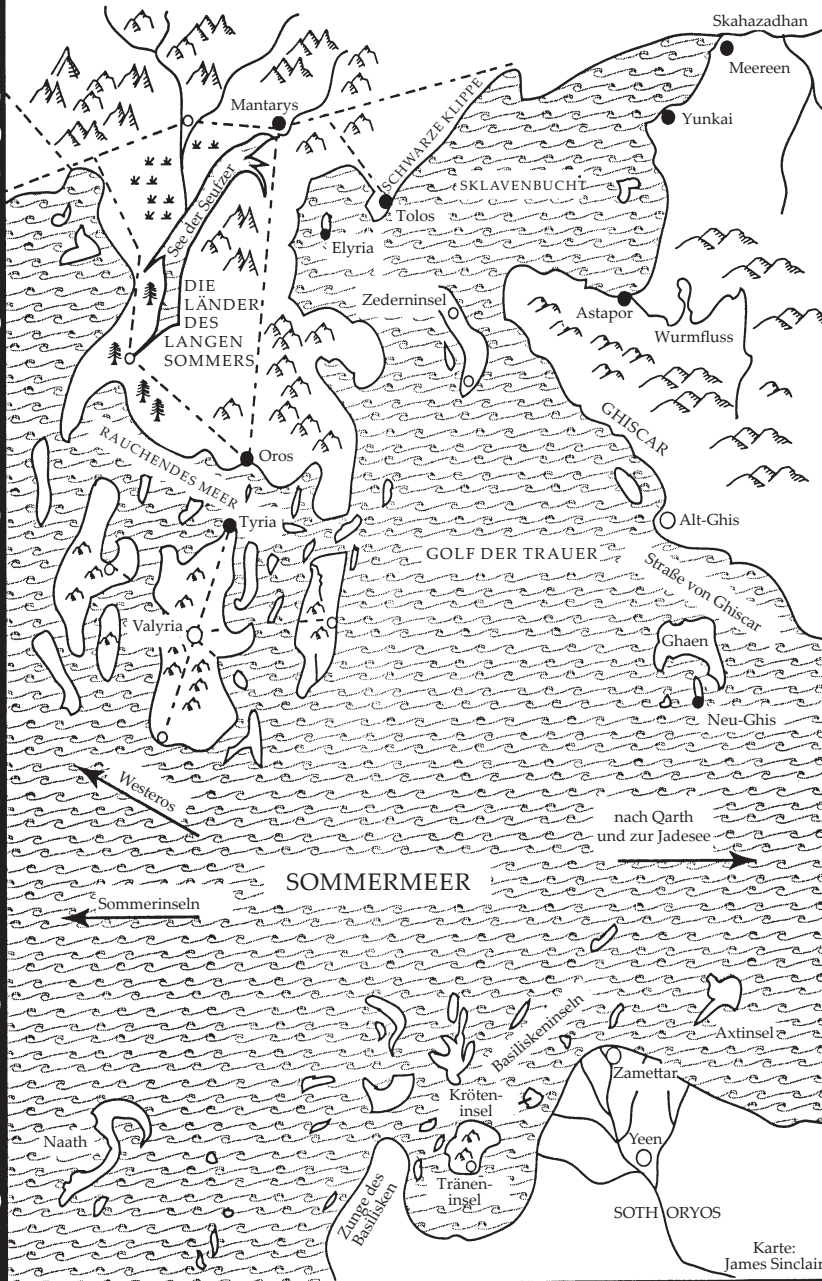 Skahazadhan
Meereen
Mantarys
Yunkai
SCHWARZE KLIPPE
SKLAVENBUCHT
Tolos
See der Seufzer
Elyria
DIE
LÄNDER
DES
LANGEN
SOMMERS
Zederninsel
Astapor
Wurmfluss
GHISCAR
RAUCHENDES MEER
Oros
Tyria
Alt-Ghis
GOLF DER TRAUER
Straße von Ghiscar
Valyria
Ghaen
Neu-Ghis
Westeros
nach Qarth
und zur Jadesee
SOMMERMEER
Sommerinseln
Basiliskeninseln
Axtinsel
Zamettar
Kröten-
insel
Naath
Yeen
Tränen-
insel
Zunge des
Basilisken
SOTHORYOS
Karte:
James Sinclair